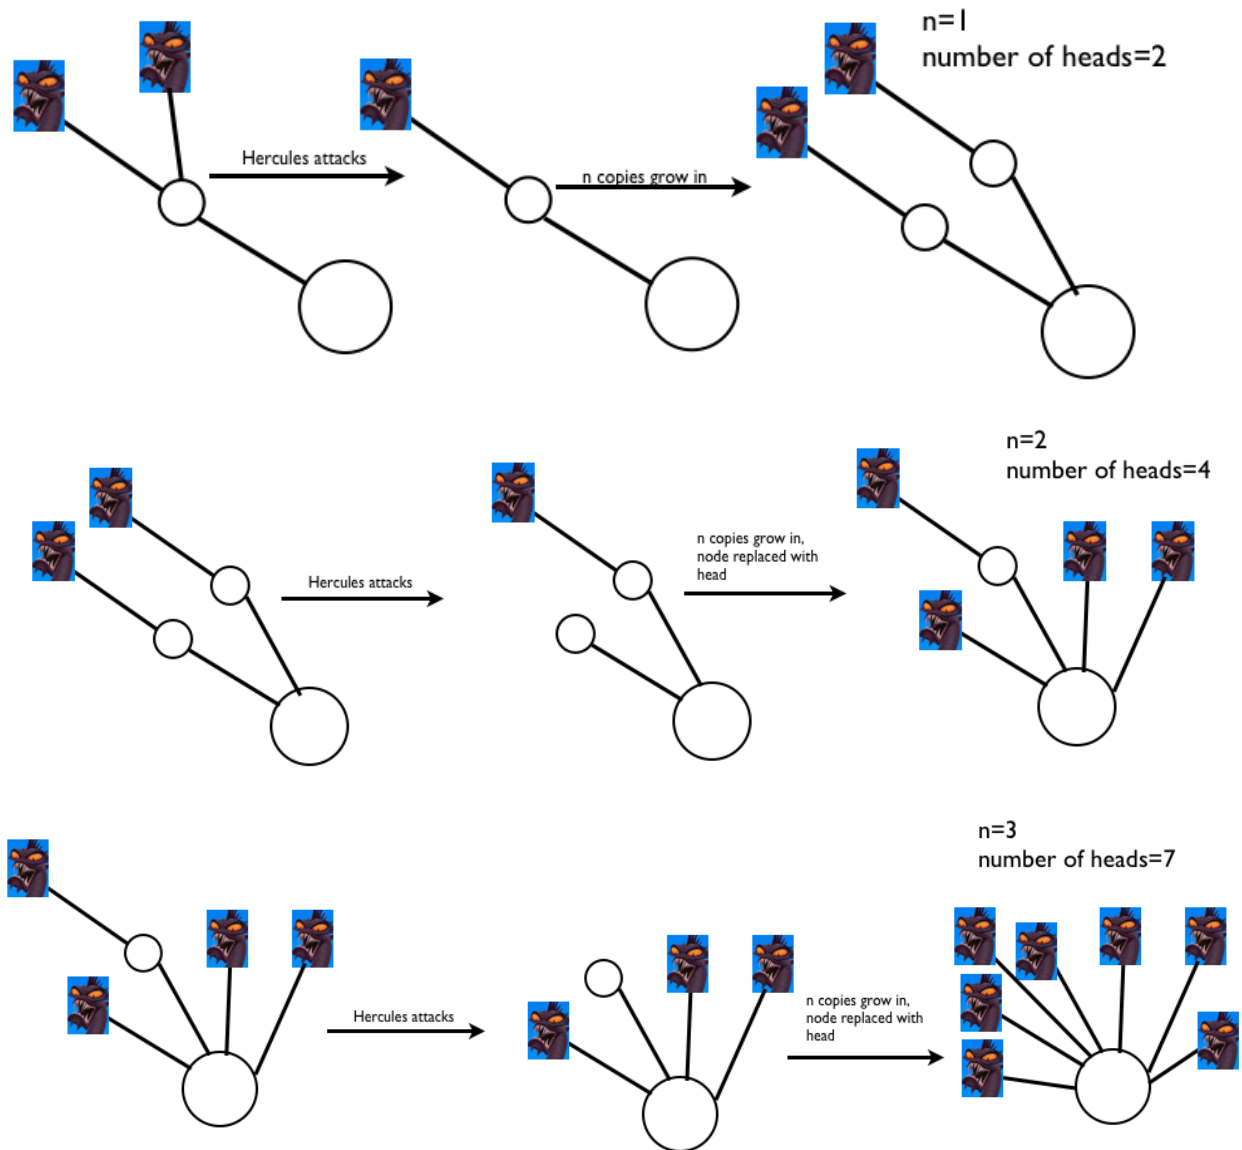 n=1
number of heads=2
Hercules attacks
n copies grow in
n=2
number of heads=4
Hercules attacks
n copies grow in,
node replaced with
head
n=3
number of heads=7
Hercules attacks
n copies grow in,
node replaced with
head